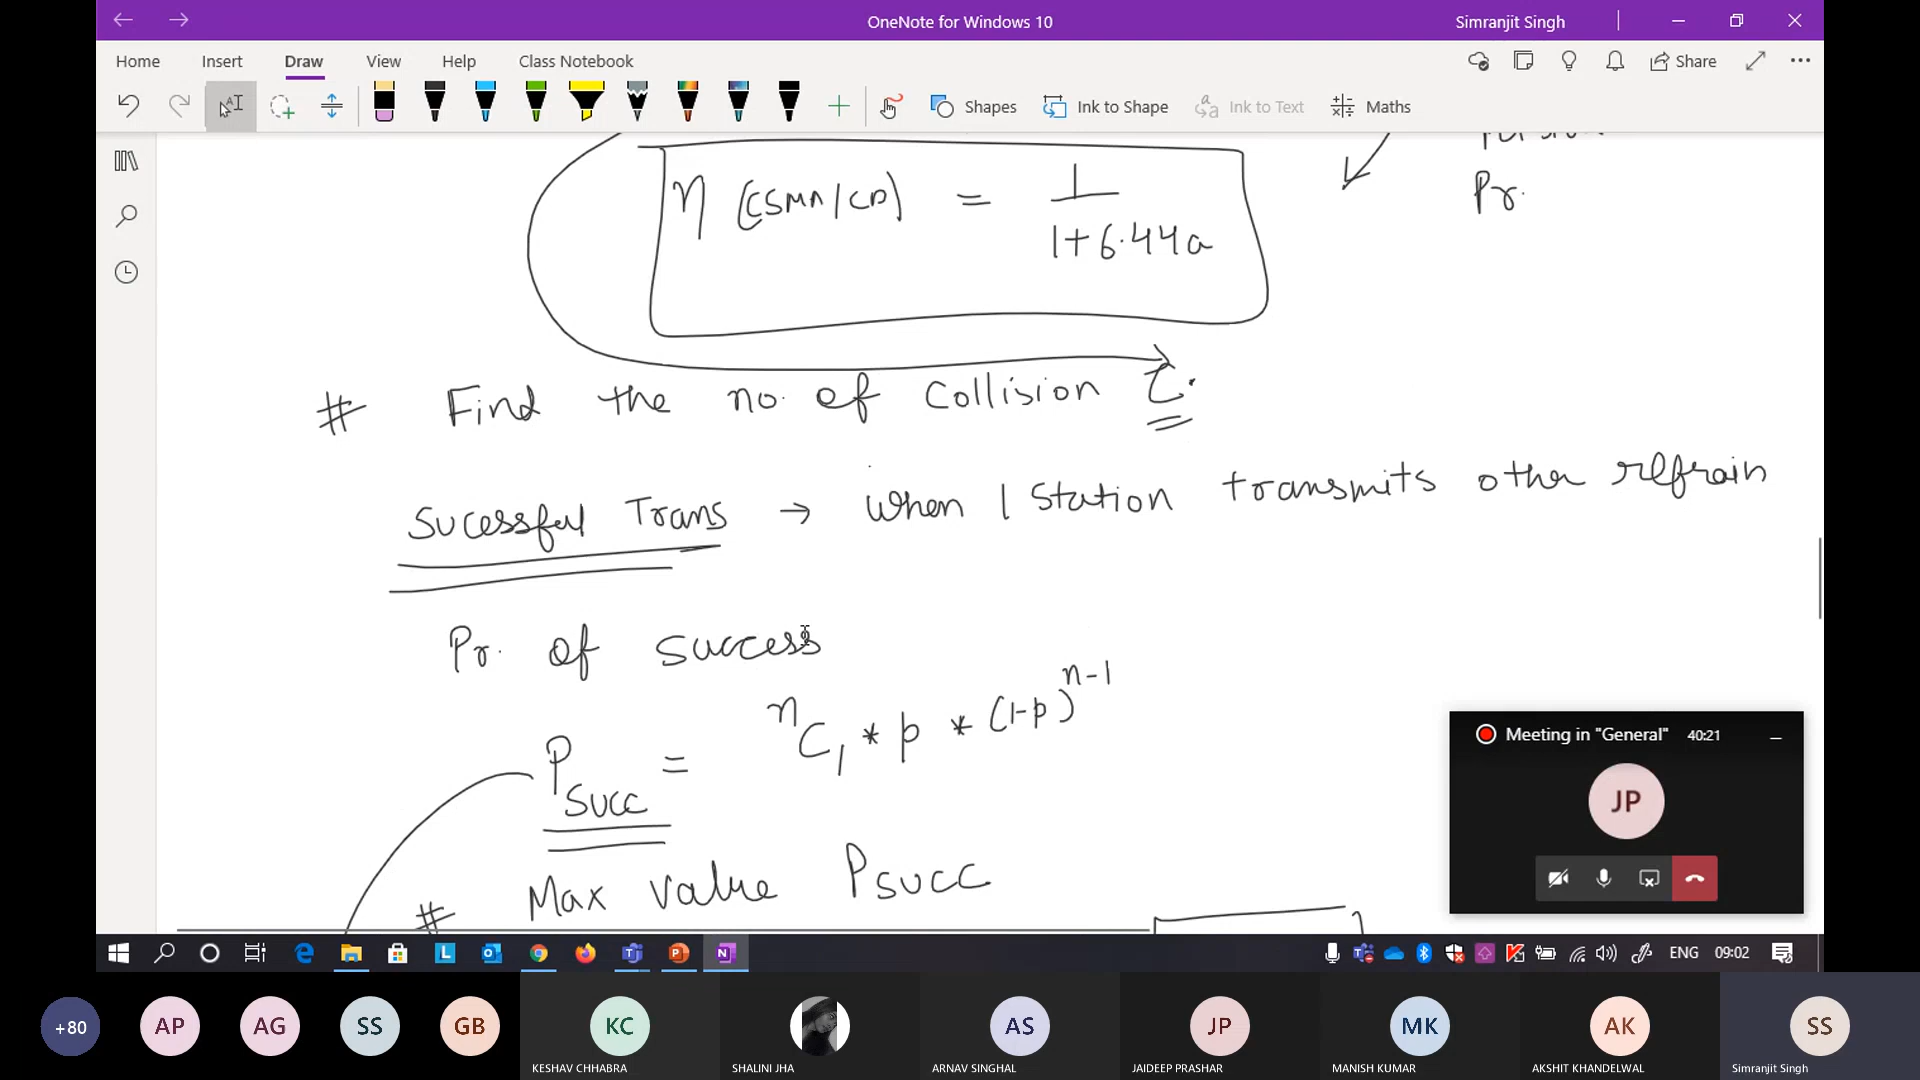 OneNote for Windows 10
Simranjit Singh
Home Insert Draw View Help Class Notebook
Share
Shapes Ink to Shape Ink to Text Maths
Pr.
η (CSMA/CD) = 1 / 1+6.44a
# Find the no. of Collision C.
Sucessful Trans → When 1 Station transmits other refrain
Pr. of success
P succ = nC1 * p * (1-p)^n-1
# Max value Psucc
Meeting in "General" 40:21
JP
ENG 09:02
+80 AP AG SS GB KC AS JP MK AK SS
KESHAV CHHABRA SHALINI JHA ARNAV SINGHAL JAIDEEP PRASHAR MANISH KUMAR AKSHIT KHANDELWAL Simranjit Singh